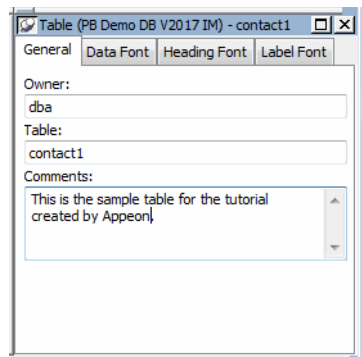 Table (PB Demo DB V2017 IM) - contact1
General Data Font Heading Font Label Font
Owner:
dba
Table:
contact1
Comments:
This is the sample table for the tutorial
created by Appeon.